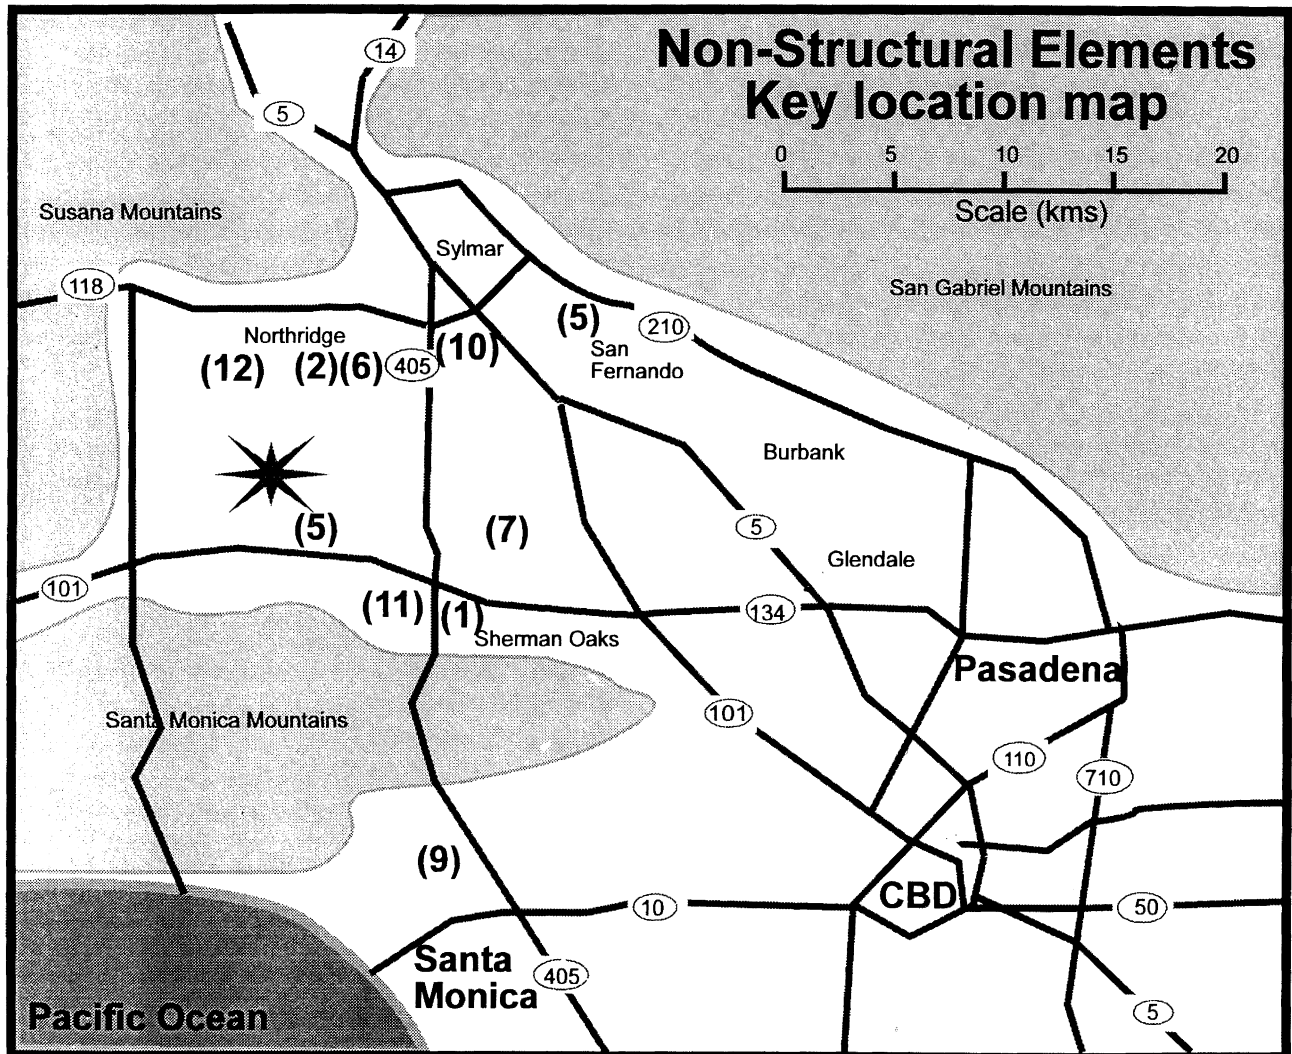 Non-Structural Elements
Key location map
0 5 10 15 20
Scale (kms)
14
5
Susana Mountains
Sylmar
118
San Gabriel Mountains
(5)
210
Northridge
(10)
San
Fernando
(12)
(2)
(6)
405
Burbank
(5)
(7)
5
Glendale
101
(11)
(1)
134
Sherman Oaks
Pasadena
Santa Monica Mountains
101
110
710
(9)
CBD
10
50
Santa
Monica
405
Pacific Ocean
5